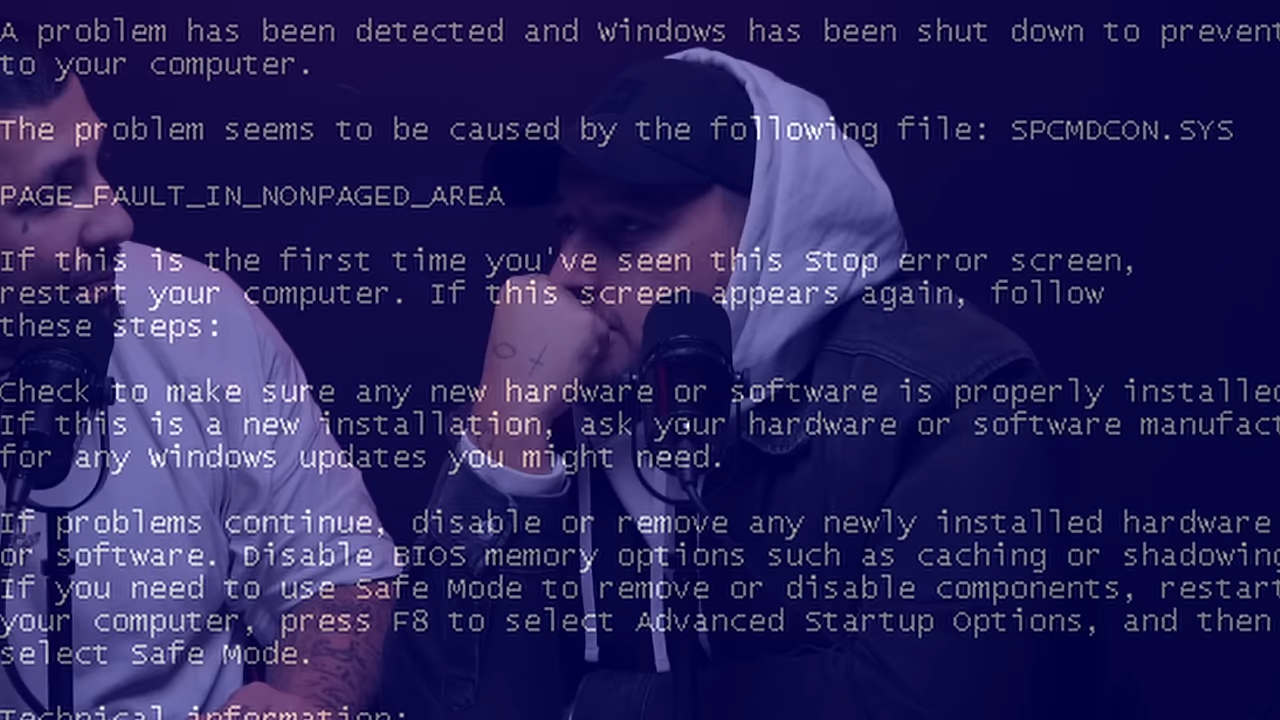 A problem has been detected and Windows has been shut down to prevent
to your computer.
The problem seems to be caused by the following file: SPCMDCON.SYS
PAGE_FAULT_IN_NONPAGED_AREA
If this is the first time you've seen this Stop error screen,
restart your computer. If this screen appears again, follow
these steps:
Check to make sure any new hardware or software is properly installed
If this is a new installation, ask your hardware or software manufact
for any Windows updates you might need.
If problems continue, disable or remove any newly installed hardware
or software. Disable BIOS memory options such as caching or shadowing
If you need to use Safe Mode to remove or disable components, restart
your computer, press F8 to select Advanced Startup Options, and then
select Safe Mode.
Technical information: